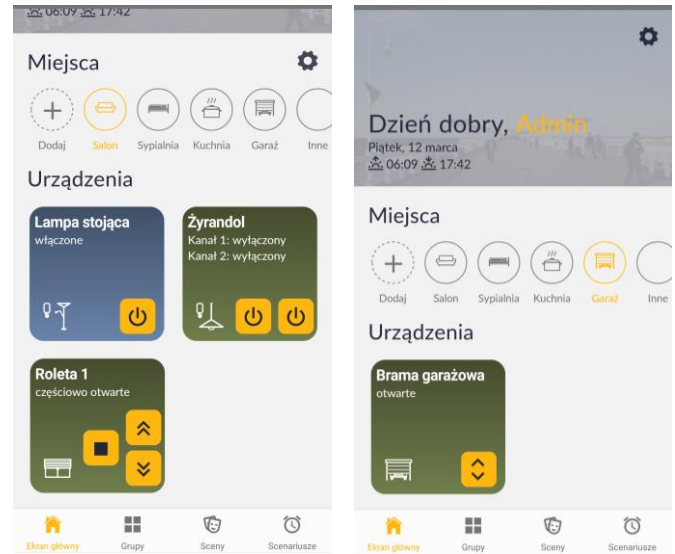 06:09 17:42
Miejsca
Dodaj Salon Sypialnia Kuchnia Garaż Inne
Urządzenia
Lampa stojąca
włączone
Żyrandol
Kanał 1: wyłączony
Kanał 2: wyłączony
Roleta 1
częściowo otwarte
Ekran główny Grupy Sceny Scenariusze
Dzień dobry, Admin
Piątek, 12 marca
06:09 17:42
Miejsca
Dodaj Salon Sypialnia Kuchnia Garaż Inne
Urządzenia
Brama garażowa
otwarte
Ekran główny Grupy Sceny Scenariusze